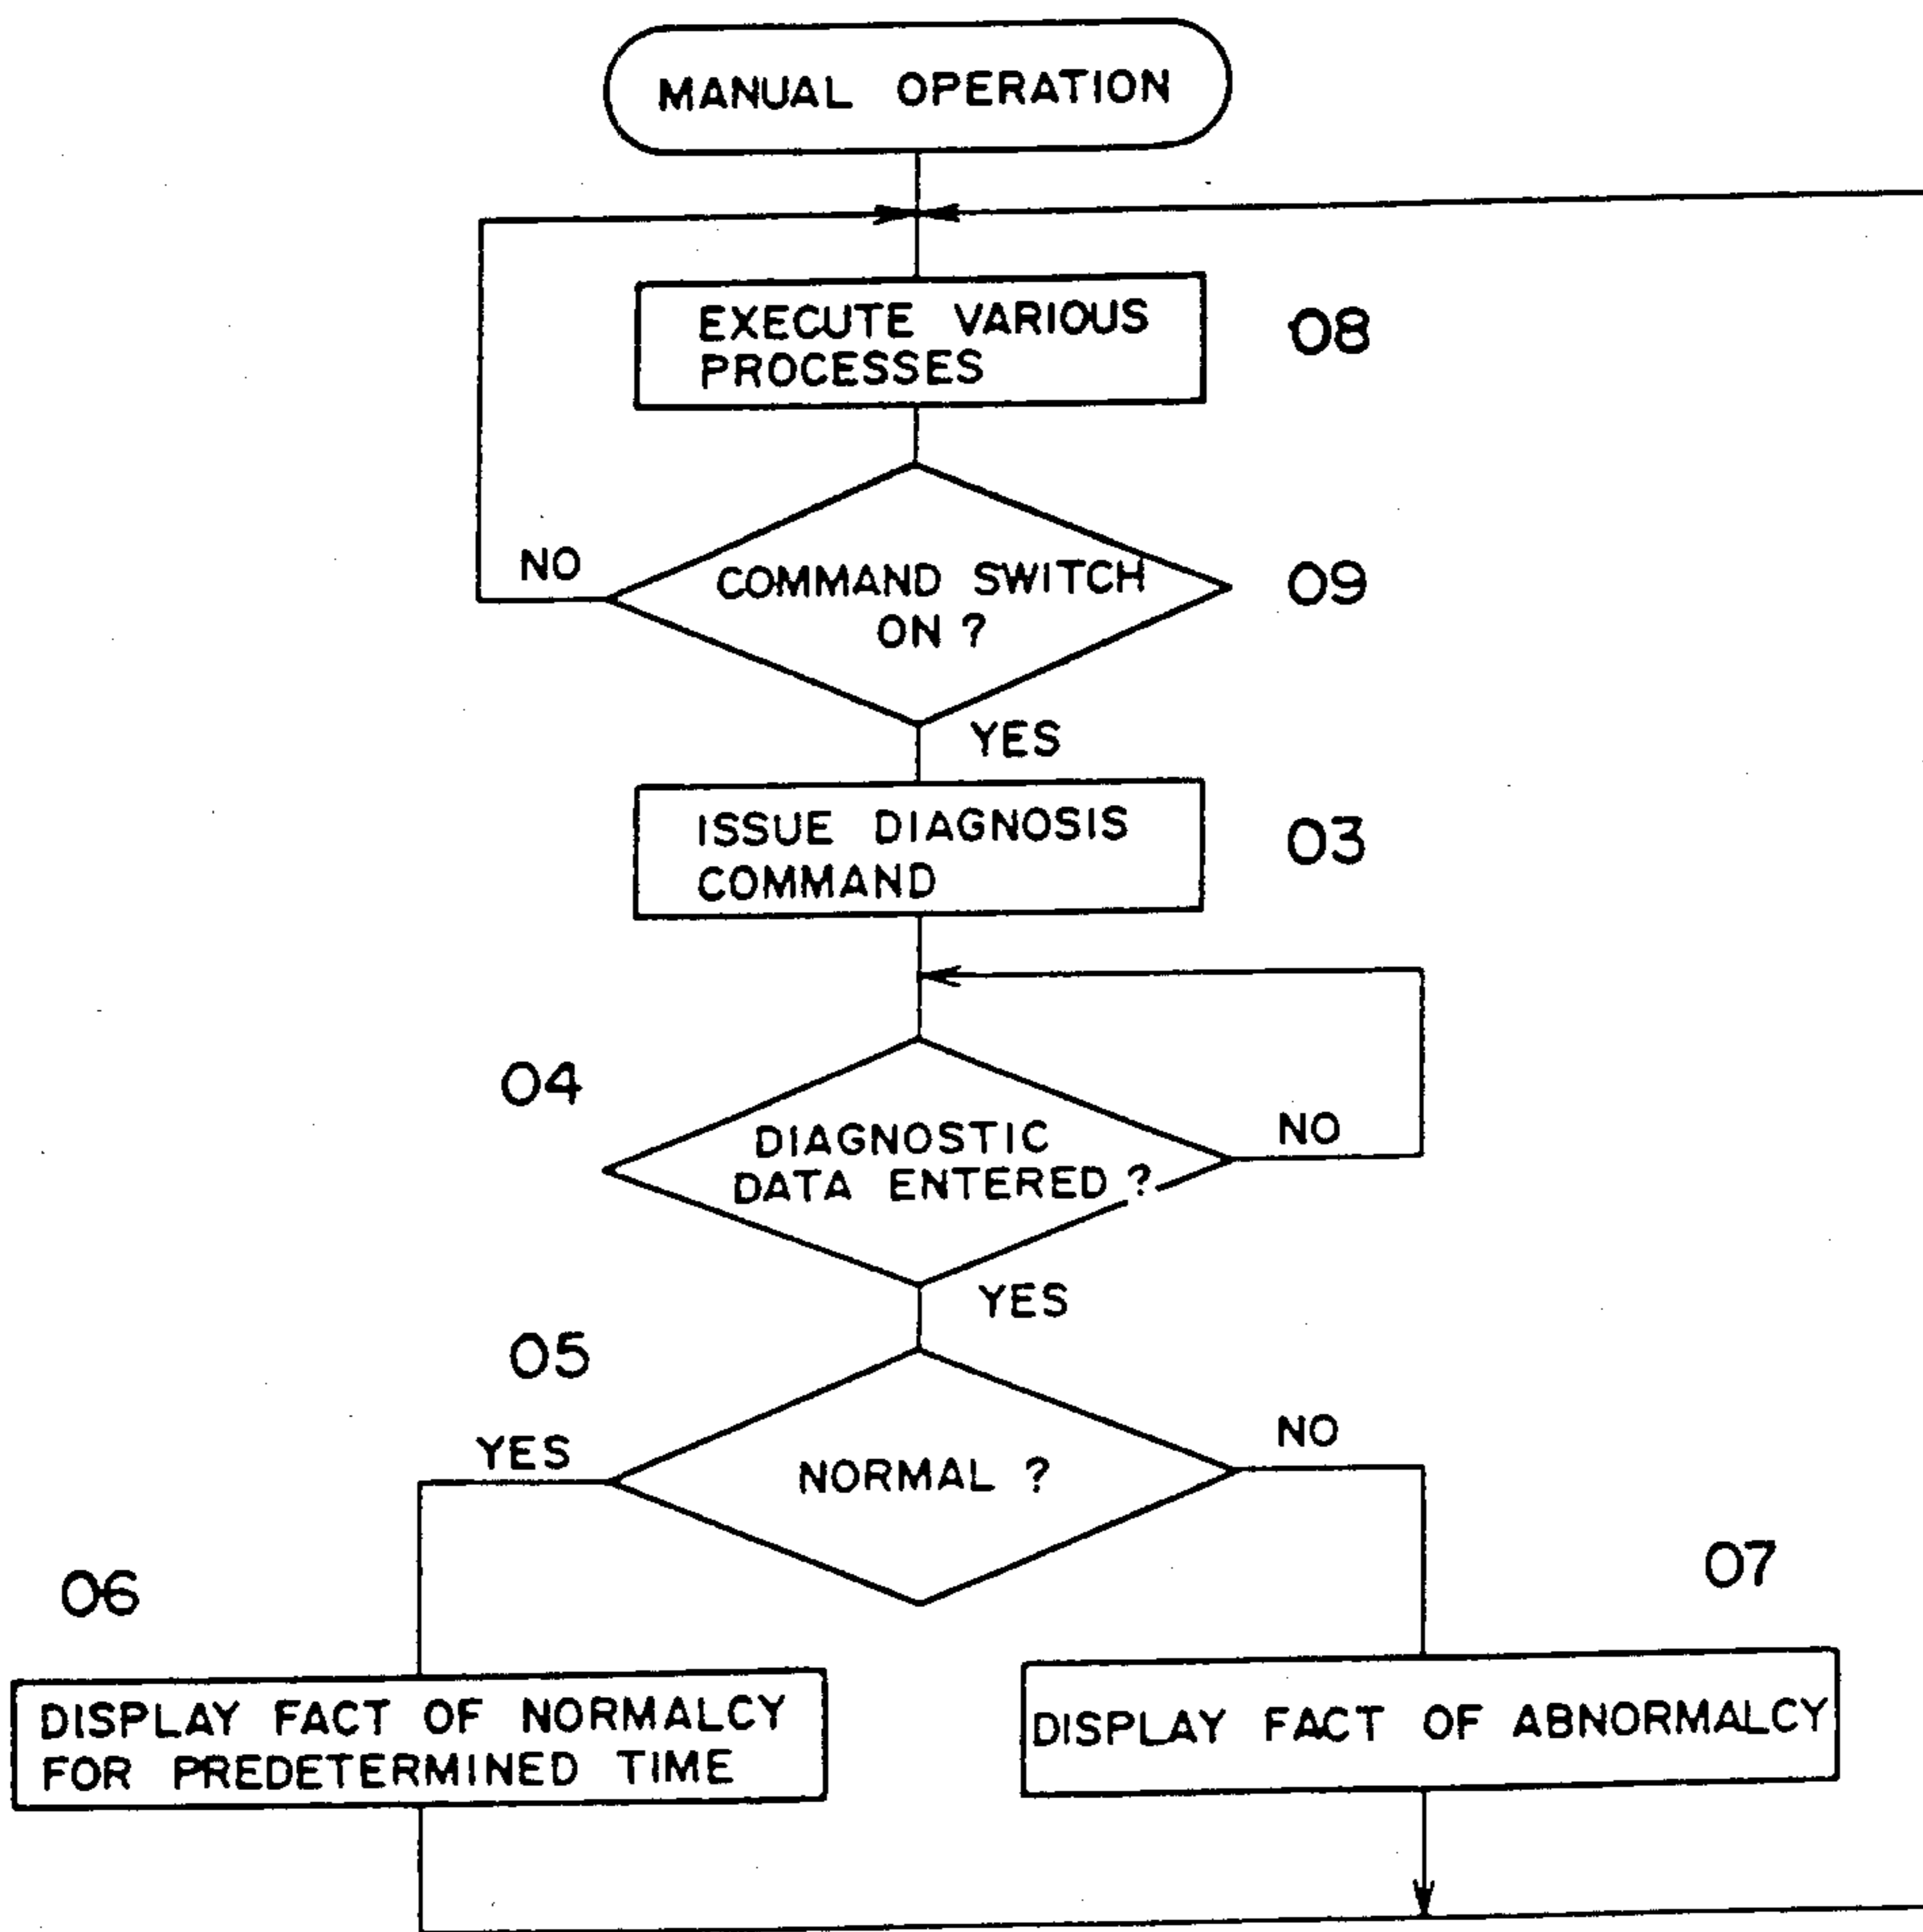 MANUAL OPERATION
EXECUTE VARIOUS
PROCESSES
08
NO
COMMAND SWITCH
ON ?
09
YES
ISSUE DIAGNOSIS
COMMAND
03
04
DIAGNOSTIC
DATA ENTERED ?
NO
YES
05
YES
NORMAL ?
NO
06
07
DISPLAY FACT OF NORMALCY
FOR PREDETERMINED TIME
DISPLAY FACT OF ABNORMALCY